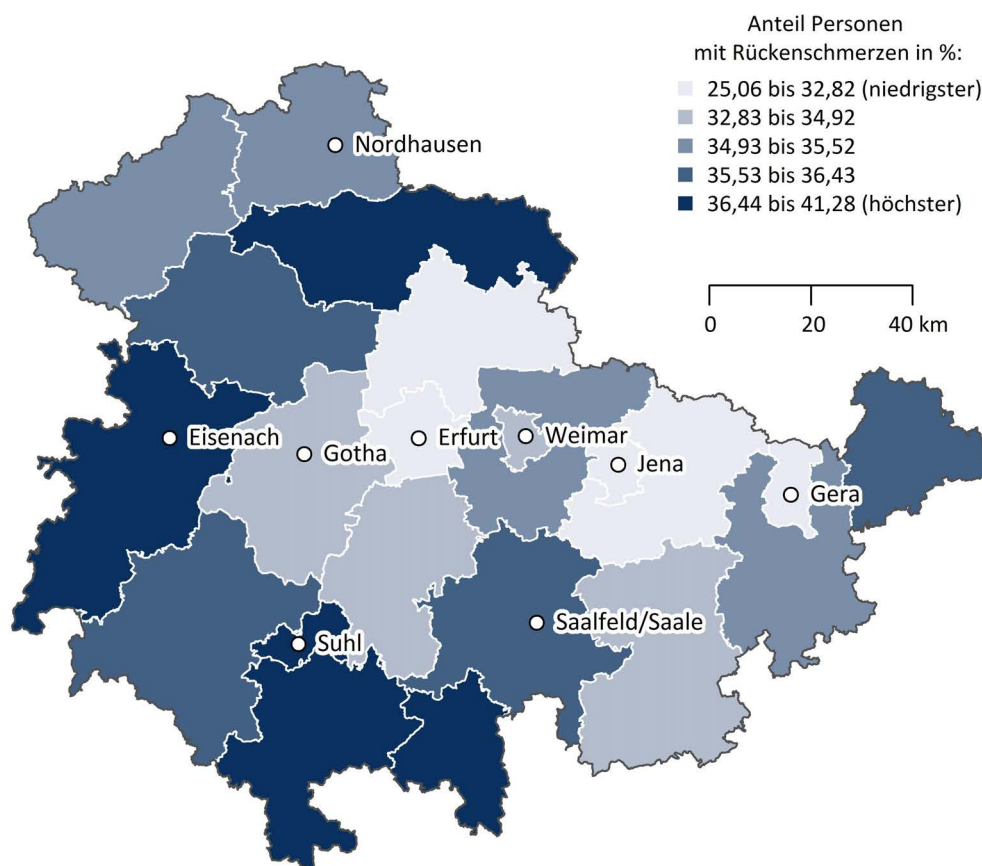 Anteil Personen
mit Rückenschmerzen in %:
25,06 bis 32,82 (niedrigster)
32,83 bis 34,92
34,93 bis 35,52
35,53 bis 36,43
36,44 bis 41,28 (höchster)
0 20 40 km
Nordhausen
Eisenach
Gotha
Erfurt
Weimar
Jena
Gera
Saalfeld/Saale
Suhl